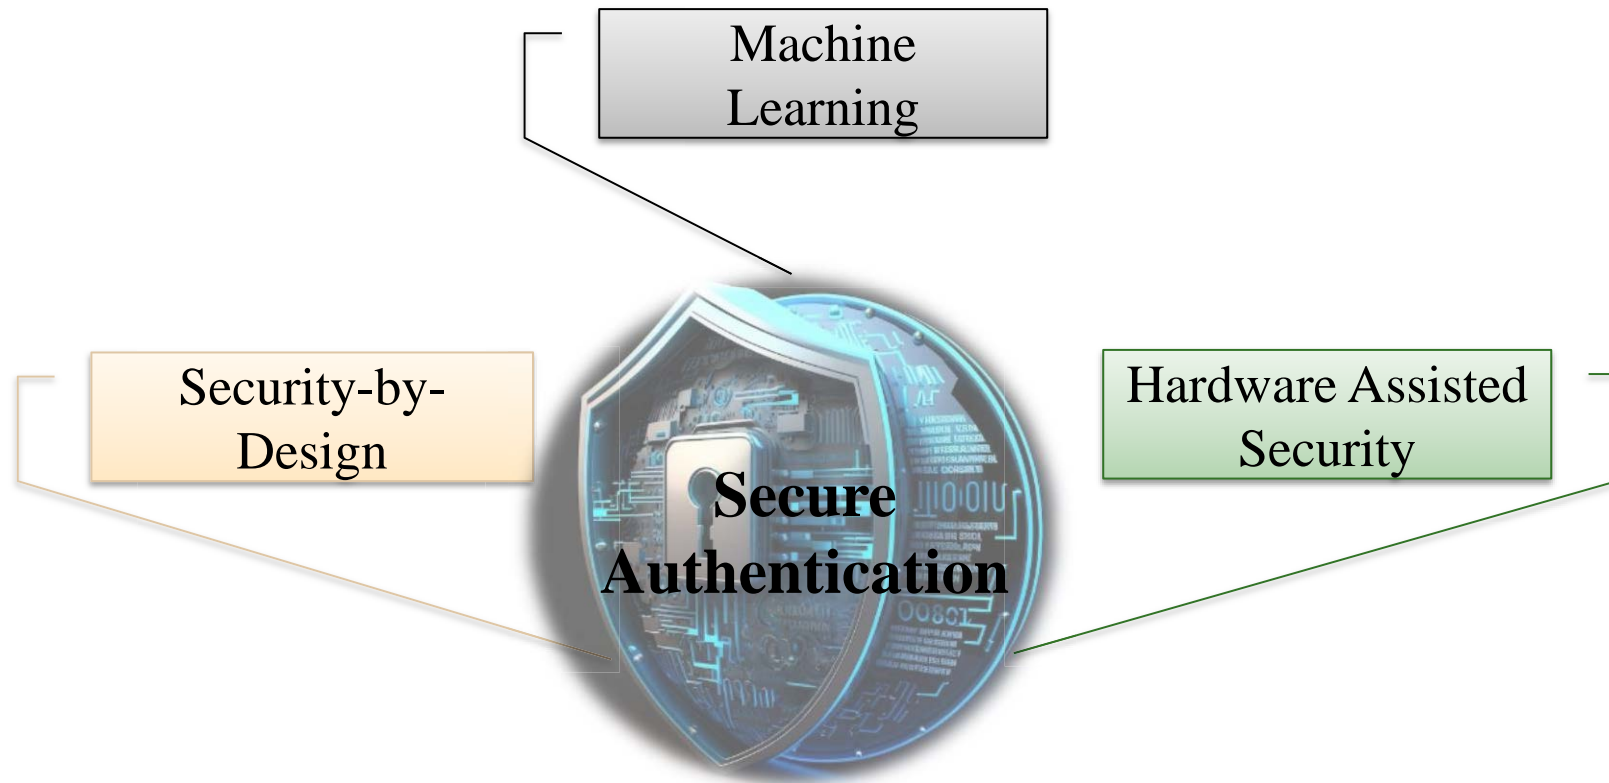 Machine
Learning
Security-by-
Design
Hardware Assisted
Security
Secure
Authentication